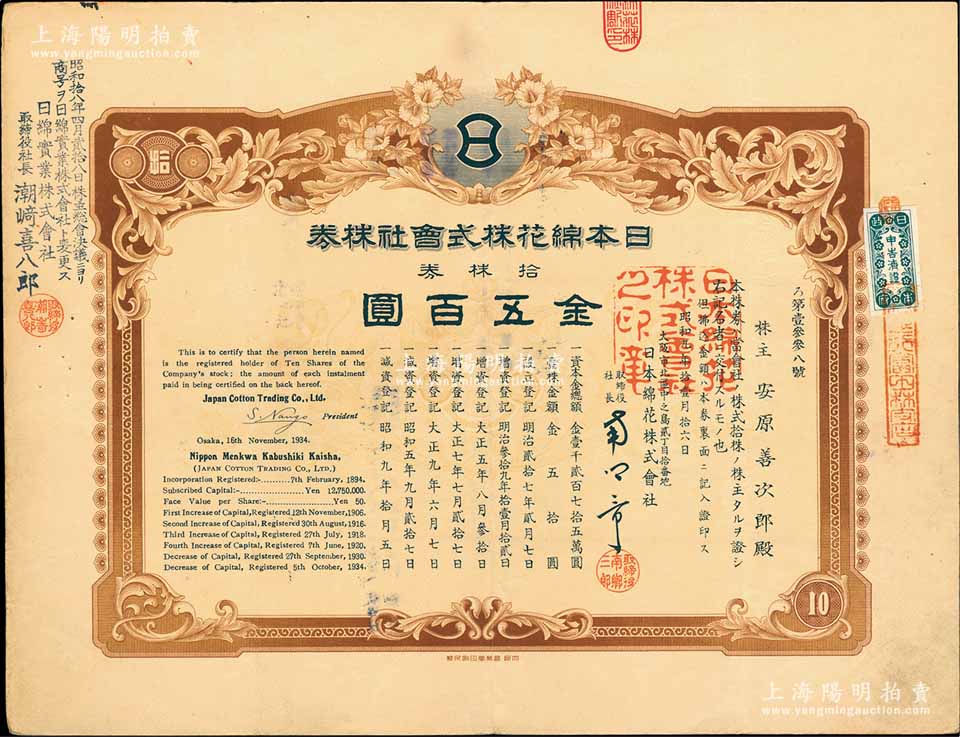 上海陽明拍賣
www.yangmingauction.com
上海陽明拍賣
www.yangmingauction.com
拾
日本綿花株式會社株券
拾株券
金五百圓
ろ第壹參參八號
株主 安原善次郎殿
本株券ハ當會社ノ株式拾株ノ株主タルヲ證シ
右記名者ニ交付スルモノ也
但拂込金額ハ本券裏面ニ記入證印ス
昭和九年拾壹月拾六日
大阪市北區中之島貳丁目拾番地
日本綿花株式會社
取締役社長
一資本金總額 金壹千貳百七拾五萬圓
一壹株金額 金五拾圓
一設立登記 明治貳拾七年貳月七日
一增資登記 明治參拾九年拾壹月拾貳日
一增資登記 大正五年八月參拾日
一增資登記 大正七年七月貳拾七日
一增資登記 大正九年六月七日
一減資登記 昭和五年九月貳拾七日
一減資登記 昭和九年拾月五日
This is to certify that the person herein named
is the registered holder of Ten Shares of the
Company's stock; the amount of each instalment
paid in being certified on the back hereof.
Japan Cotton Trading Co., Ltd.
S. Nango President
Osaka, 16th November, 1934.
Nippon Menkwa Kabushiki Kaisha,
(JAPAN COTTON TRADING CO., LTD.)
Incorporation Registered:- 7th February, 1894.
Subscribed Capital:- Yen 12,750,000.
Face Value per Share:- Yen 50.
First Increase of Capital, Registered 12th November, 1906.
Second Increase of Capital, Registered 30th August, 1916.
Third Increase of Capital, Registered 27th July, 1918.
Fourth Increase of Capital, Registered 7th June, 1920.
Decrease of Capital, Registered 27th September, 1930.
Decrease of Capital, Registered 5th October, 1934.
昭和拾八年四月貳拾八日株主總會決議ニヨリ
商号ヲ日綿實業株式會社ト変更ス
日綿實業株式會社
取締役社長 潮﨑喜八郎
10